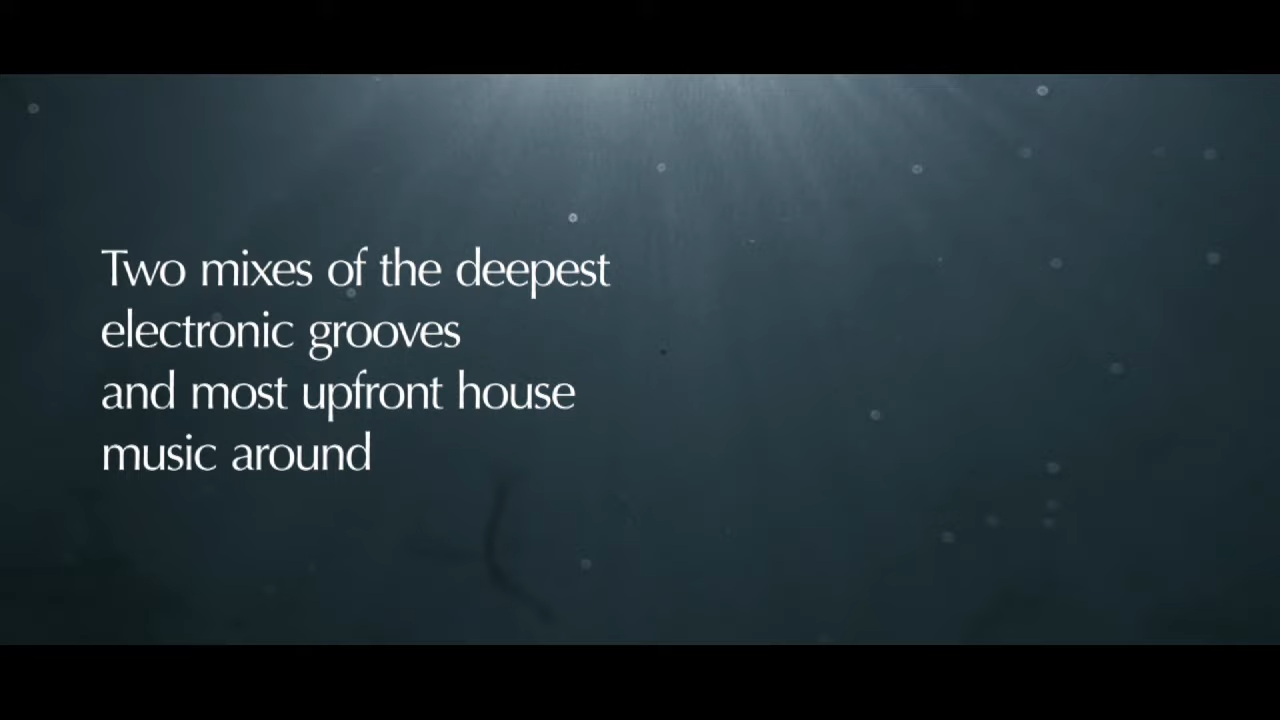 Two mixes of the deepest
electronic grooves
and most upfront house
music around